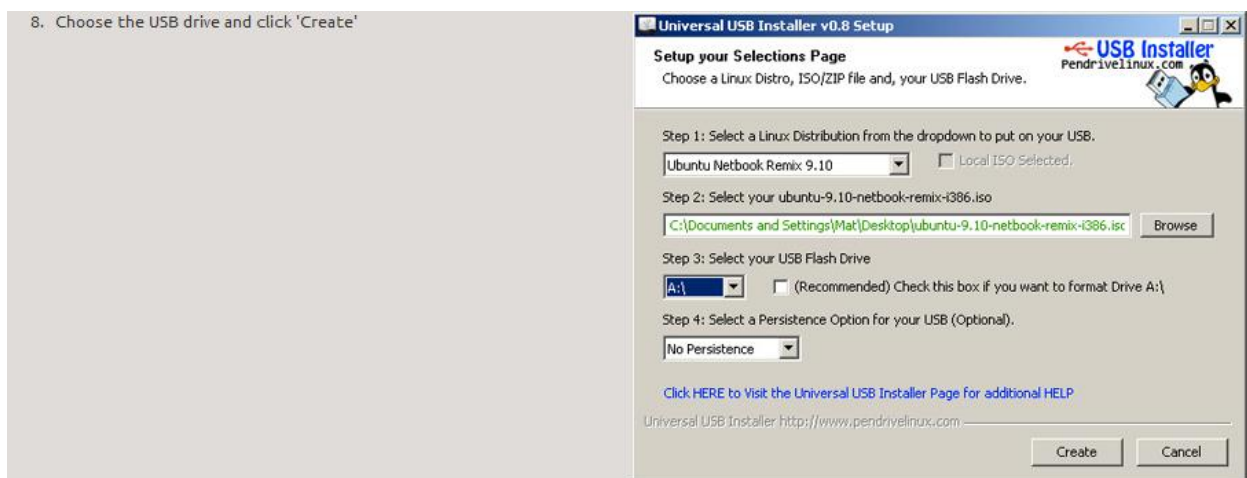 8. Choose the USB drive and click 'Create'
Universal USB Installer v0.8 Setup
Setup your Selections Page
Choose a Linux Distro, ISO/ZIP file and, your USB Flash Drive.
USB Installer
Pendrivelinux.com
Step 1: Select a Linux Distribution from the dropdown to put on your USB.
Ubuntu Netbook Remix 9.10
Local ISO Selected.
Step 2: Select your ubuntu-9.10-netbook-remix-i386.iso
C:\Documents and Settings\Mat\Desktop\ubuntu-9.10-netbook-remix-i386.isc
Browse
Step 3: Select your USB Flash Drive
A:\
(Recommended) Check this box if you want to format Drive A:\
Step 4: Select a Persistence Option for your USB (Optional).
No Persistence
Click HERE to Visit the Universal USB Installer Page for additional HELP
Universal USB Installer http://www.pendrivelinux.com
Create
Cancel